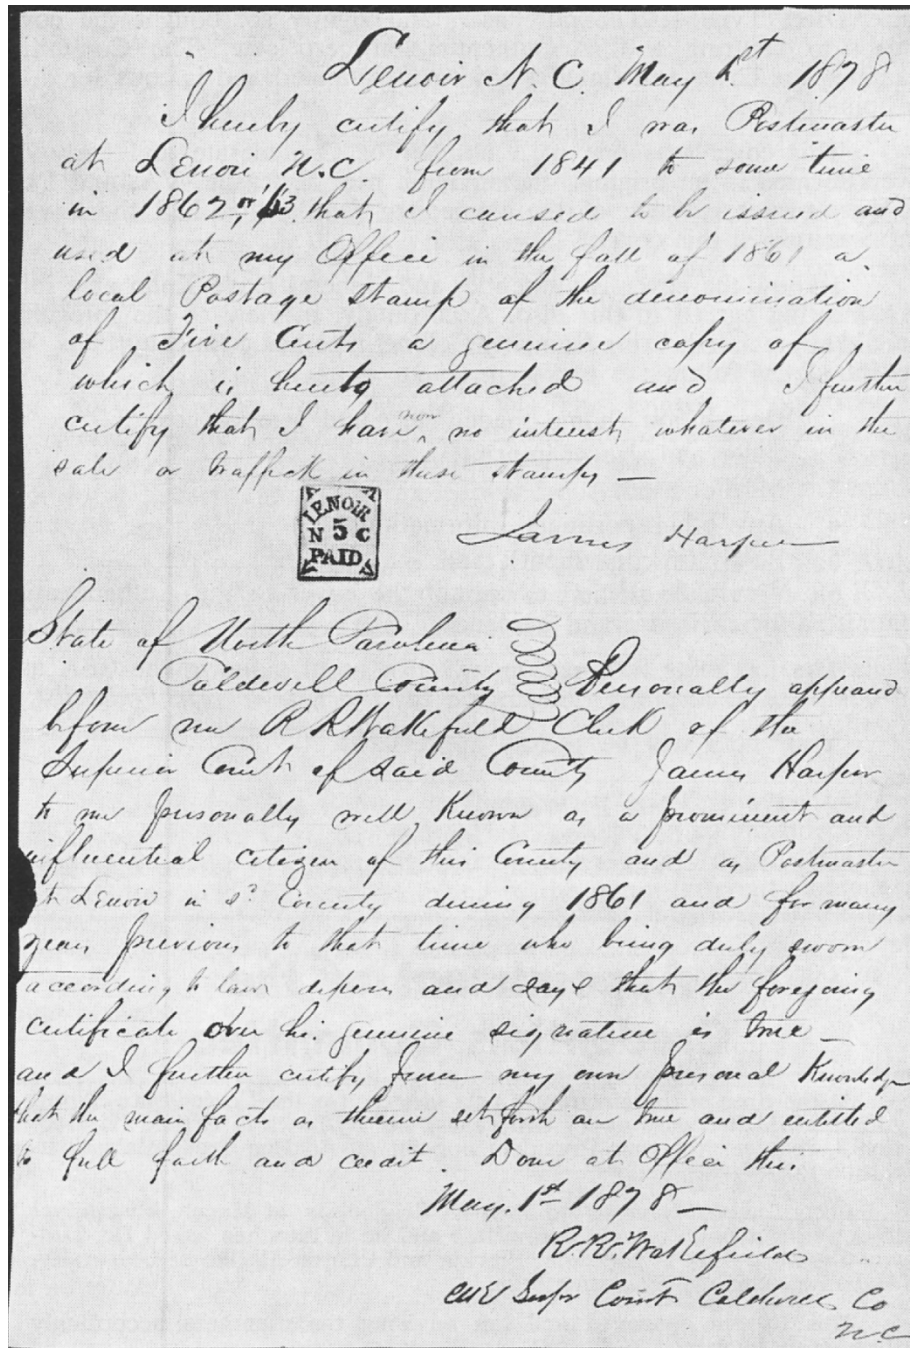 Lenoir N. C. May 1st 1878
I hereby certify that I was Postmaster
at Lenoir N.C. from 1841 to some time
in 1862, or '63 that I caused to be issued and
used at my Office in the fall of 1861 a
local Postage stamp of the denomination
of Five Cents a genuine copy of
which is hereto attached and I further
certify that I have now no interest whatever in the
sale or traffick in these stamps —
LENOIR
N 5 C
PAID
James Harper
State of North Carolina
Caldwell County Personally appeared
before me R R Wakefield Clerk of the
Superior Court of said County James Harper
to me personally well Known as a prominent and
influential citizen of this County and as Postmaster
at Lenoir in sd County during 1861 and for many
years previous to that time who being duly sworn
according to law deposes and says that the foregoing
certificate over his genuine signature is true —
and I further certify from my own personal Knowledge
that the main facts as therein set forth are true and entitled
to full faith and credit. Done at Office this
May. 1st 1878 —
R. R. Wakefield
Clk Supr Court Caldwell Co
N.C